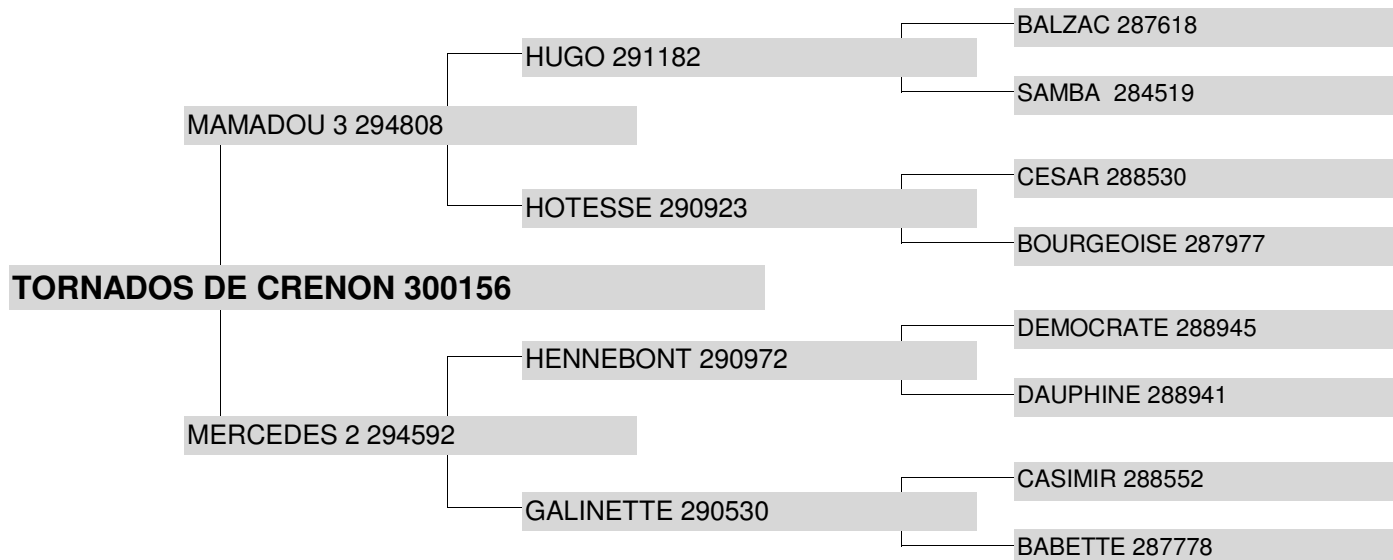 BALZAC 287618
HUGO 291182
SAMBA  284519
MAMADOU 3 294808
CESAR 288530
HOTESSE 290923
BOURGEOISE 287977
TORNADOS DE CRENON 300156
DEMOCRATE 288945
HENNEBONT 290972
DAUPHINE 288941
MERCEDES 2 294592
CASIMIR 288552
GALINETTE 290530
BABETTE 287778